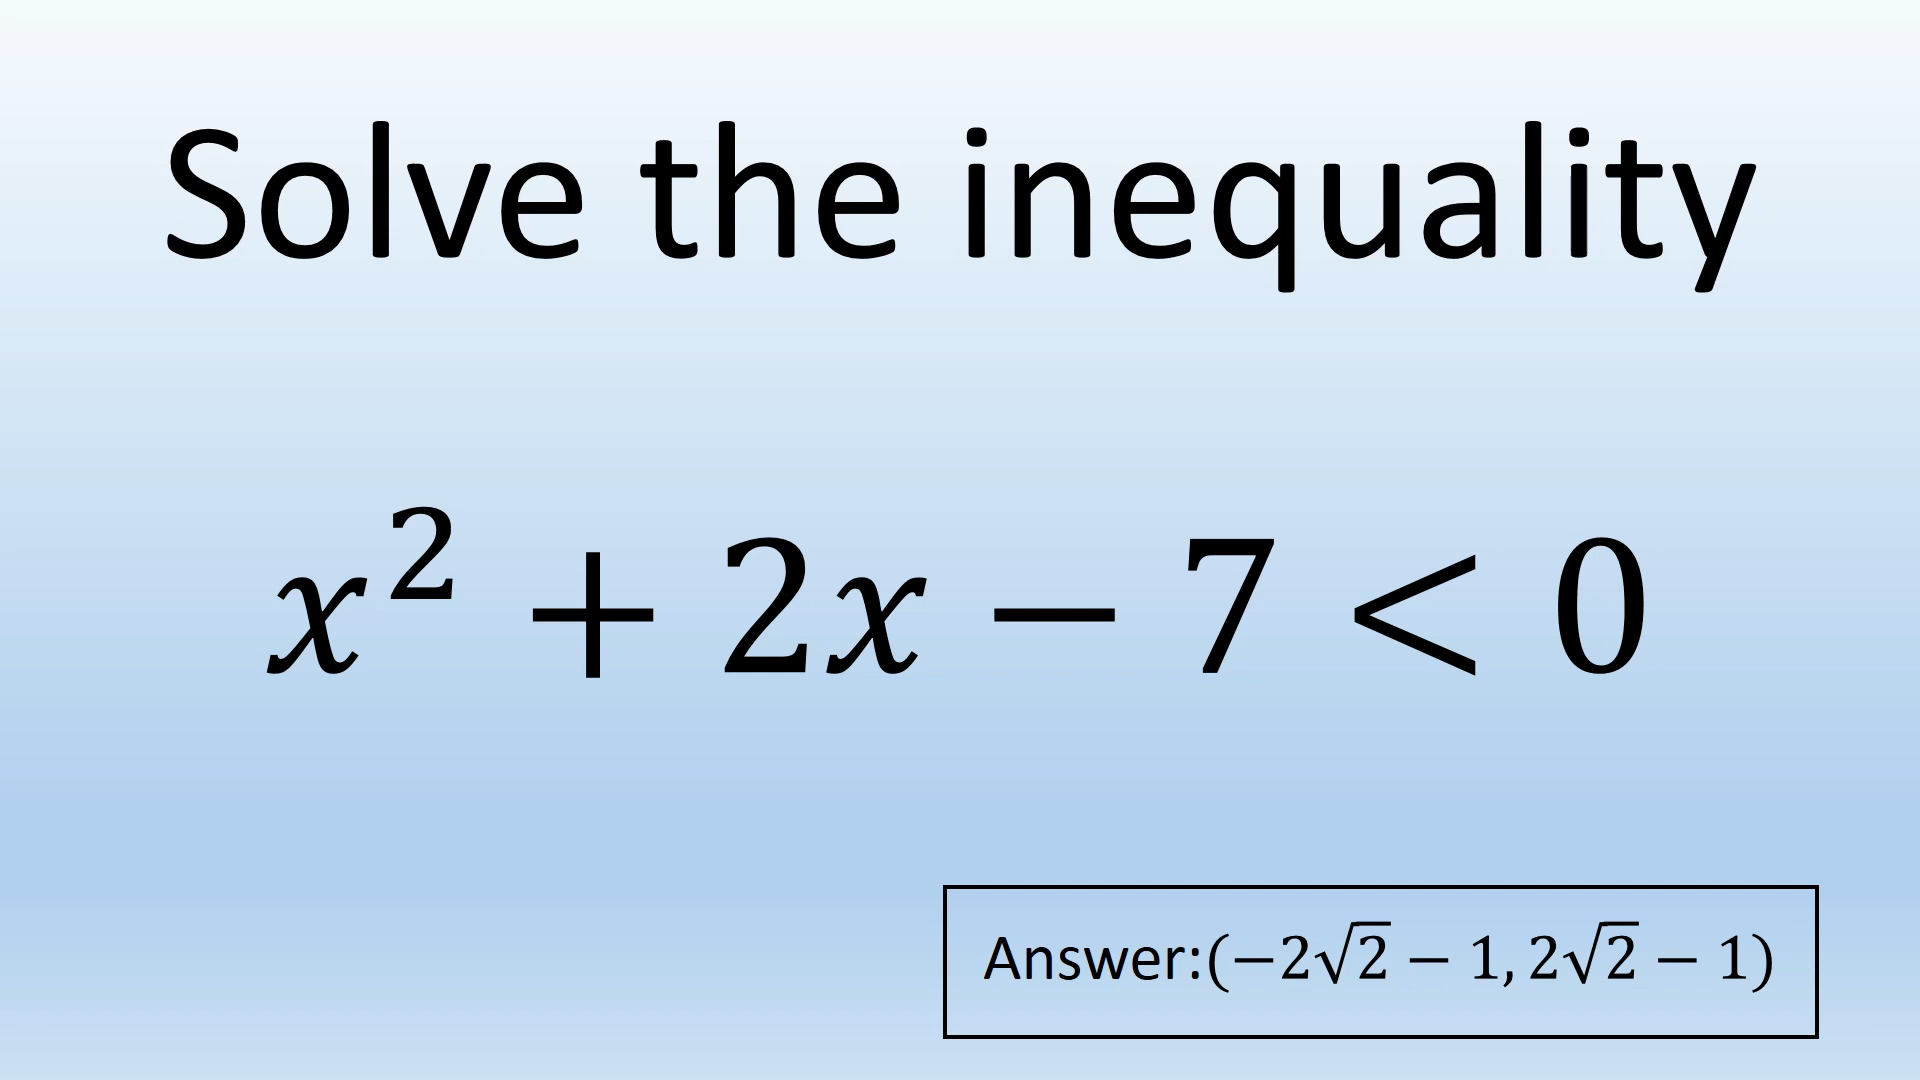 Solve the inequality
𝑥² + 2𝑥 − 7 < 0
Answer:(−2√2 − 1, 2√2 − 1)